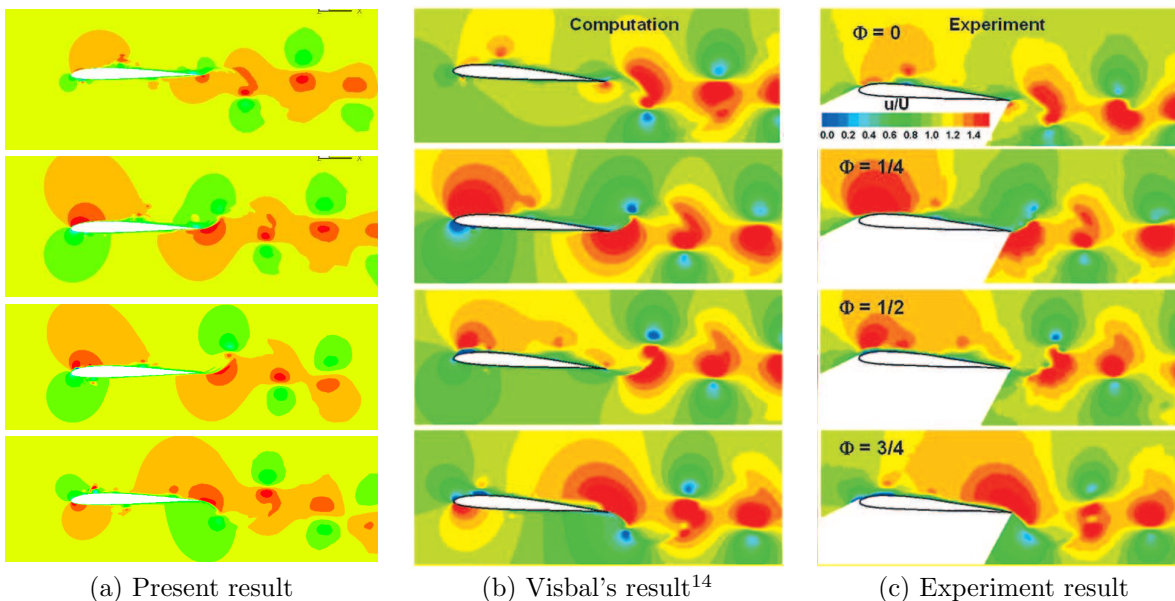 Computation
Φ = 0
Experiment
u/U
0.0 0.2 0.4 0.6 0.8 1.0 1.2 1.4
Φ = 1/4
Φ = 1/2
Φ = 3/4
(a) Present result
(b) Visbal's result¹⁴
(c) Experiment result